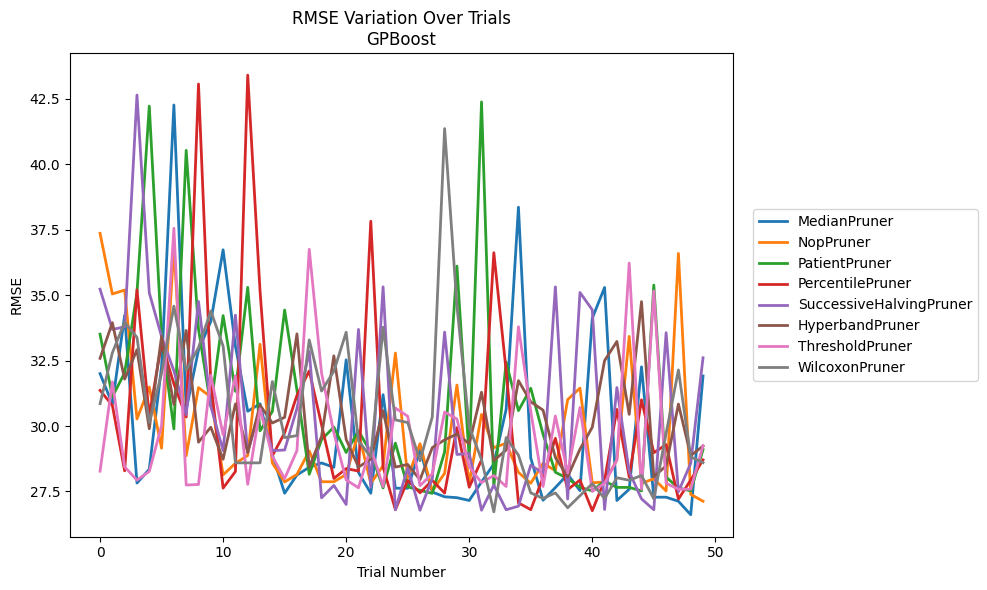 RMSE Variation Over Trials
GPBoost
RMSE
42.5
40.0
37.5
35.0
32.5
30.0
27.5
0
10
20
30
40
50
Trial Number
MedianPruner
NopPruner
PatientPruner
PercentilePruner
SuccessiveHalvingPruner
HyperbandPruner
ThresholdPruner
WilcoxonPruner